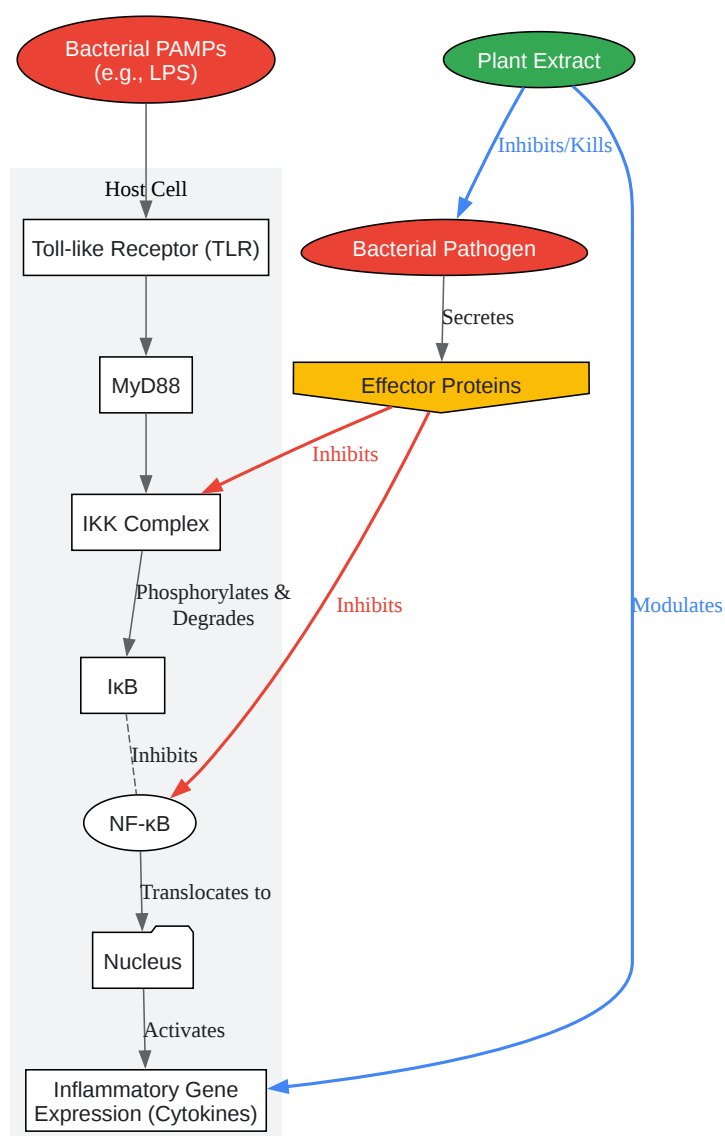 Bacterial PAMPs
(e.g., LPS)
Plant Extract
Inhibits/Kills
Host Cell
Toll-like Receptor (TLR)
Bacterial Pathogen
Secretes
MyD88
Effector Proteins
Inhibits
IKK Complex
Phosphorylates &
Degrades
Inhibits
Modulates
IκB
Inhibits
NF-κB
Translocates to
Nucleus
Activates
Inflammatory Gene
Expression (Cytokines)